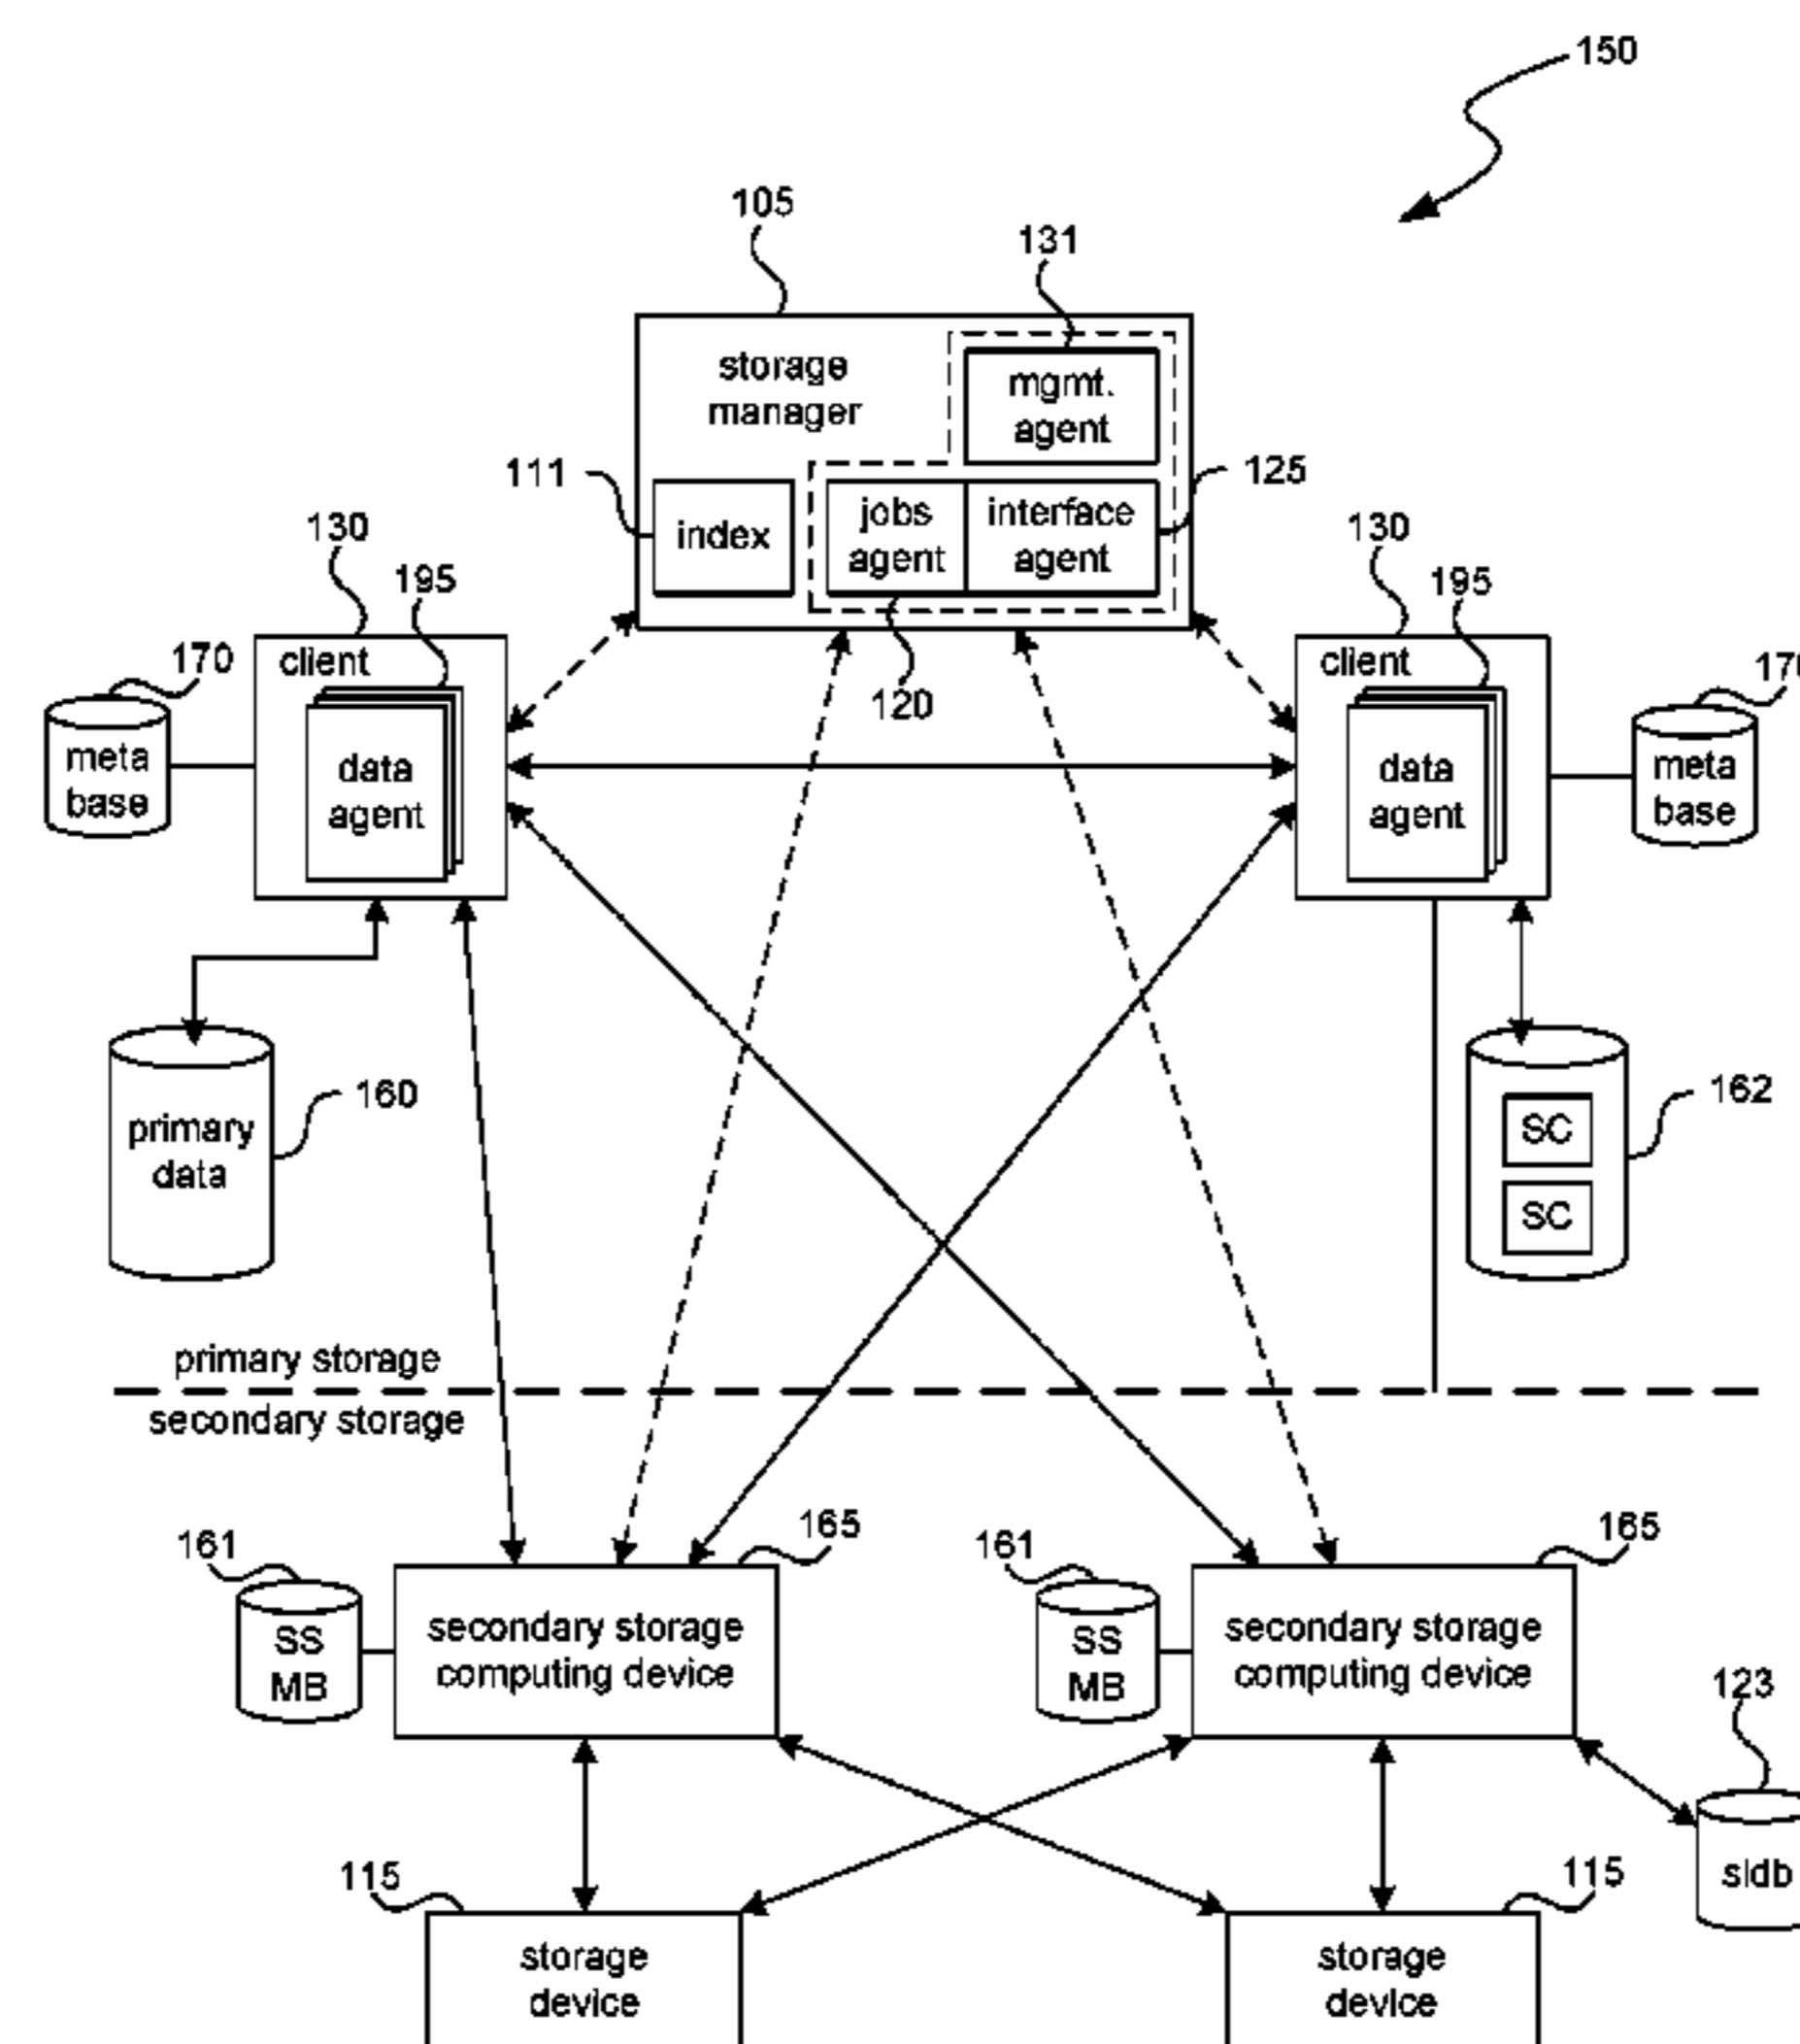 150
105
131
storage
manager
mgmt.
agent
111
125
index
jobs
agent
interface
agent
130
195
130
195
170
client
120
client
170
meta
base
data
agent
data
agent
meta
base
160
primary
data
162
SC
SC
primary storage
secondary storage
161
165
161
165
SS
MB
secondary storage
computing device
SS
MB
secondary storage
computing device
123
sidb
115
115
storage
device
storage
device